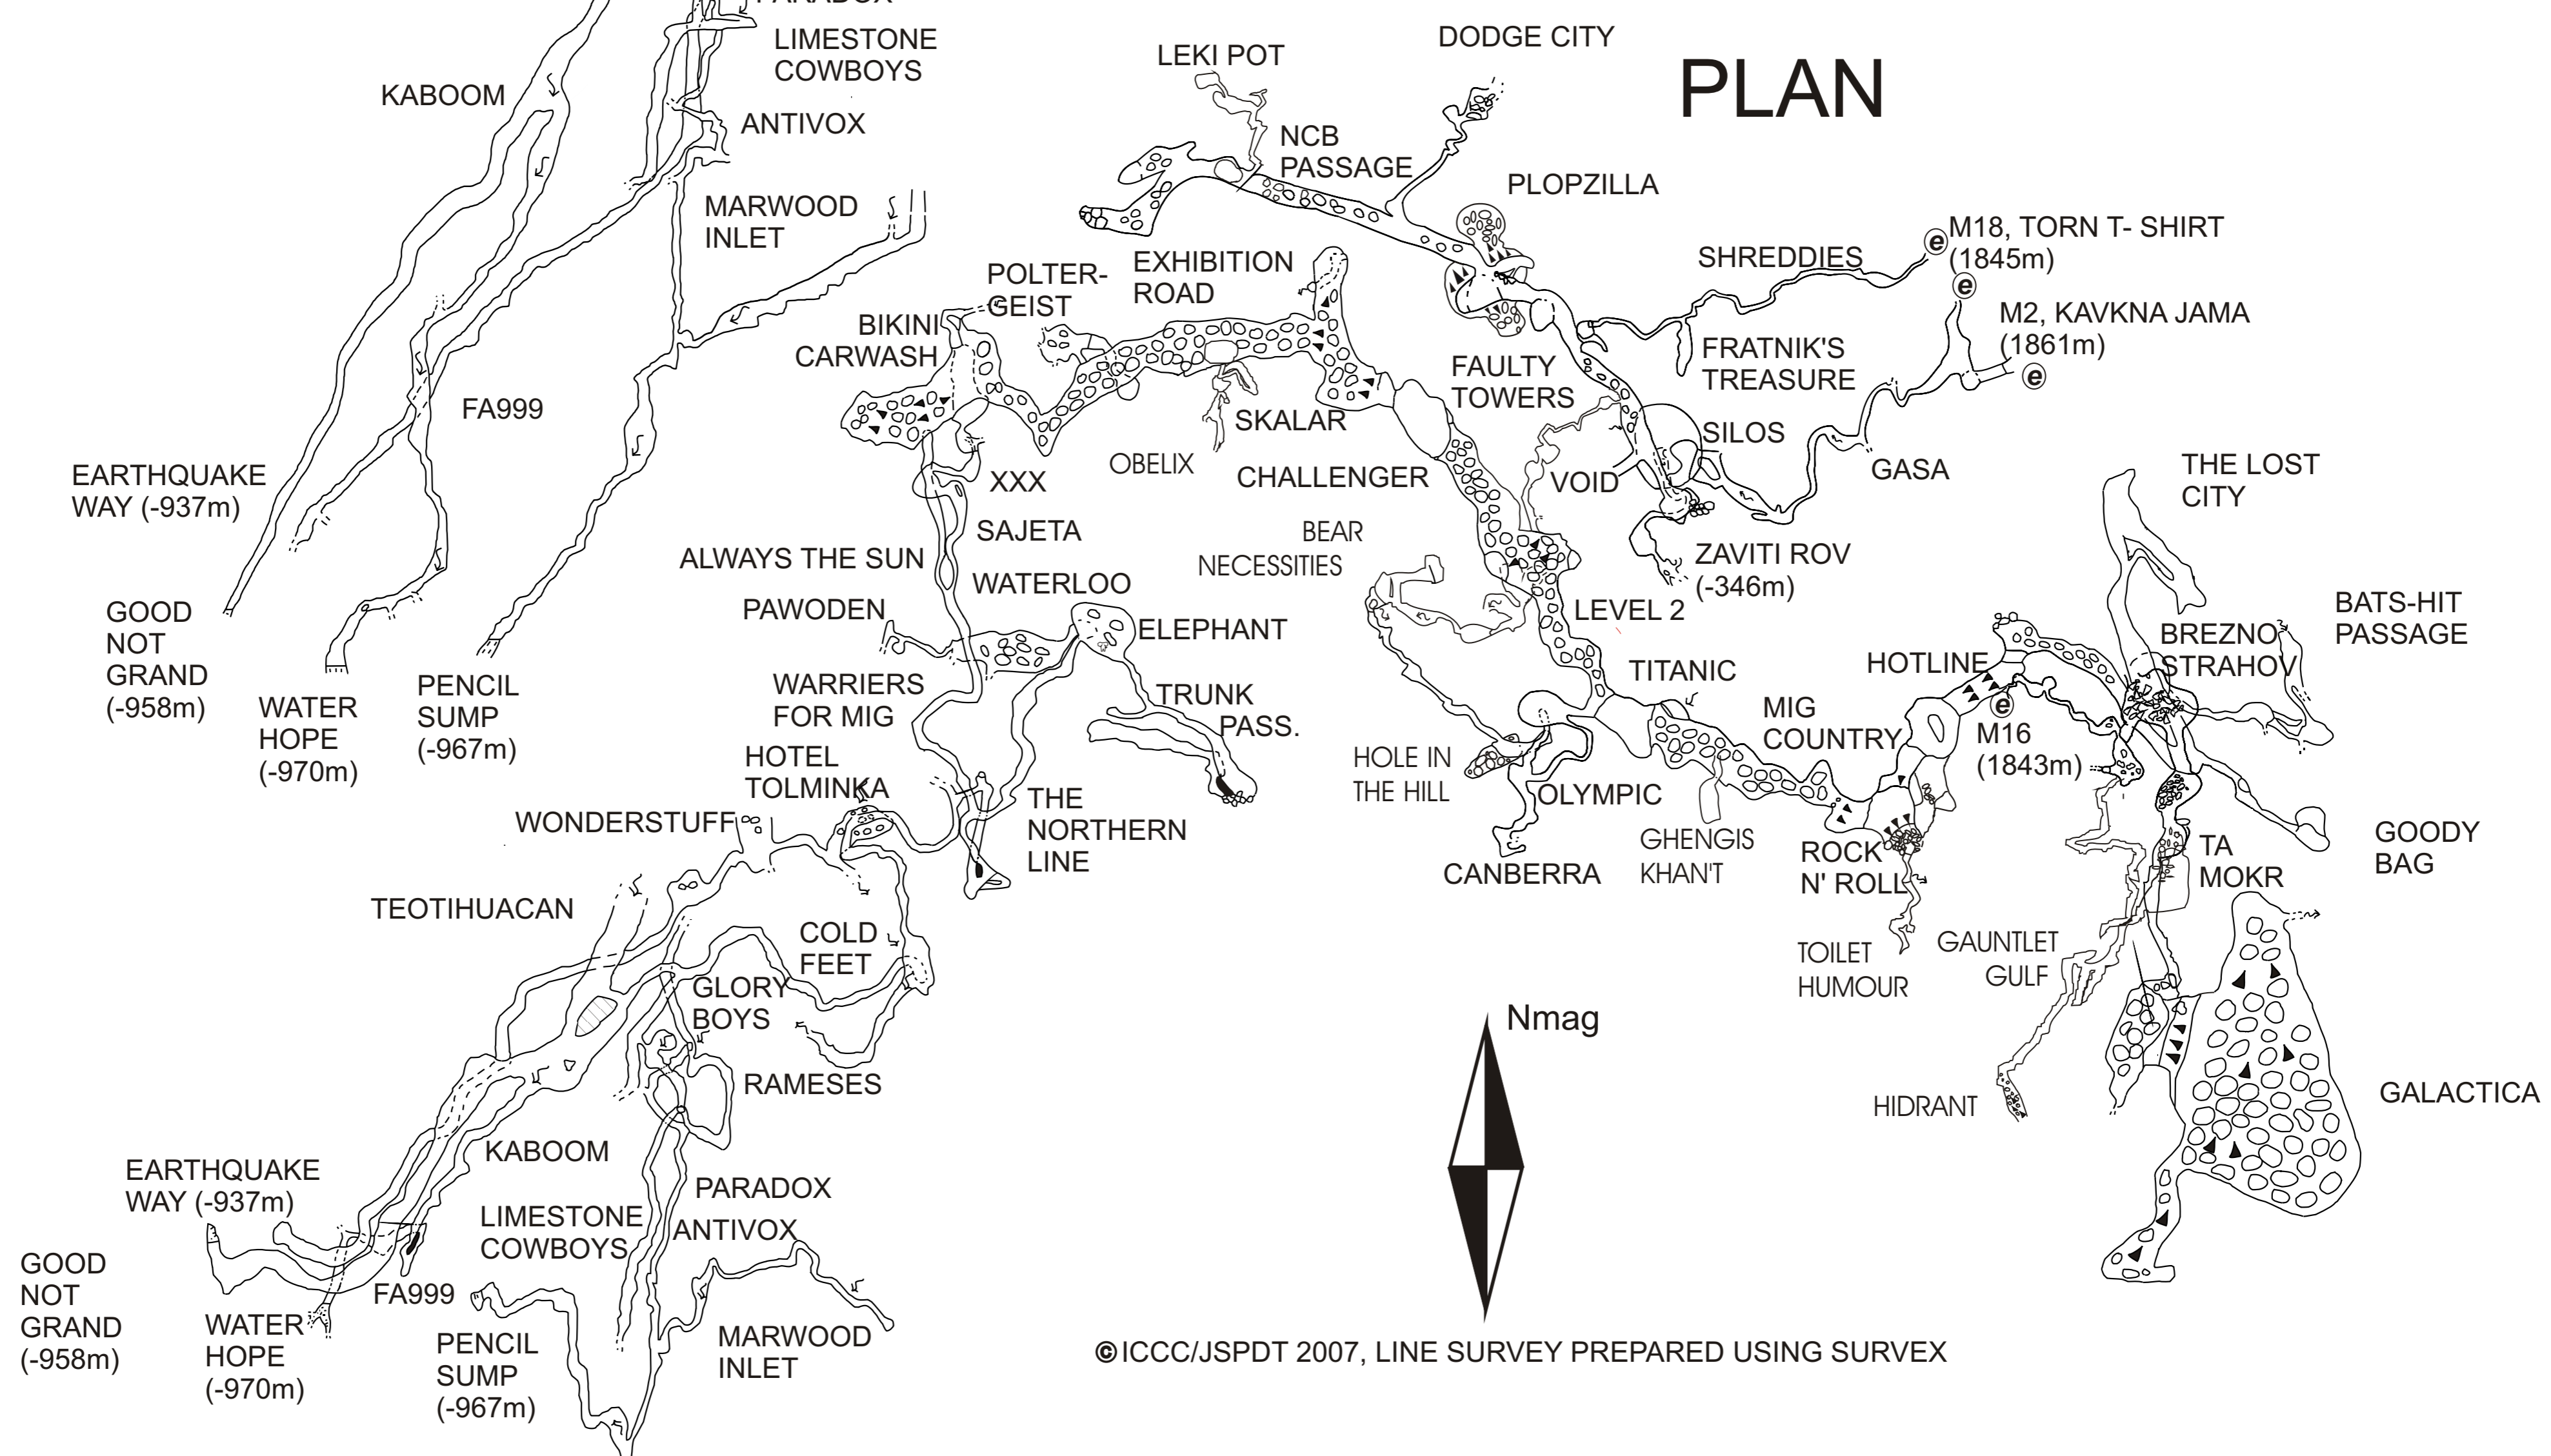 PARADOX
LIMESTONE
COWBOYS
KABOOM
ANTIVOX
MARWOOD
INLET
FA999
EARTHQUAKE
WAY (-937m)
GOOD
NOT
GRAND
(-958m)
WATER
HOPE
(-970m)
PENCIL
SUMP
(-967m)
LEKI POT
DODGE CITY
PLAN
NCB
PASSAGE
PLOPZILLA
M18, TORN T- SHIRT
(1845m)
e
e
SHREDDIES
M2, KAVKNA JAMA
(1861m)
e
FRATNIK'S
TREASURE
POLTER-
GEIST
EXHIBITION
ROAD
BIKINI
CARWASH
FAULTY
TOWERS
SKALAR
SILOS
OBELIX
CHALLENGER
VOID
GASA
XXX
SAJETA
BEAR
NECESSITIES
ZAVITI ROV
(-346m)
THE LOST
CITY
ALWAYS THE SUN
WATERLOO
PAWODEN
ELEPHANT
LEVEL 2
BATS-HIT
PASSAGE
BREZNO
STRAHOV
HOTLINE
TITANIC
WARRIERS
FOR MIG
TRUNK
PASS.
MIG
COUNTRY
e
M16
(1843m)
HOTEL
TOLMINKA
HOLE IN
THE HILL
OLYMPIC
WONDERSTUFF
THE
NORTHERN
LINE
GHENGIS
KHAN'T
CANBERRA
ROCK
N' ROLL
TA
MOKR
GOODY
BAG
TEOTIHUACAN
COLD
FEET
TOILET
HUMOUR
GAUNTLET
GULF
GLORY
BOYS
Nmag
RAMESES
HIDRANT
GALACTICA
KABOOM
EARTHQUAKE
WAY (-937m)
PARADOX
LIMESTONE
COWBOYS
ANTIVOX
GOOD
NOT
GRAND
(-958m)
FA999
WATER
HOPE
(-970m)
PENCIL
SUMP
(-967m)
MARWOOD
INLET
©ICCC/JSPDT 2007, LINE SURVEY PREPARED USING SURVEX